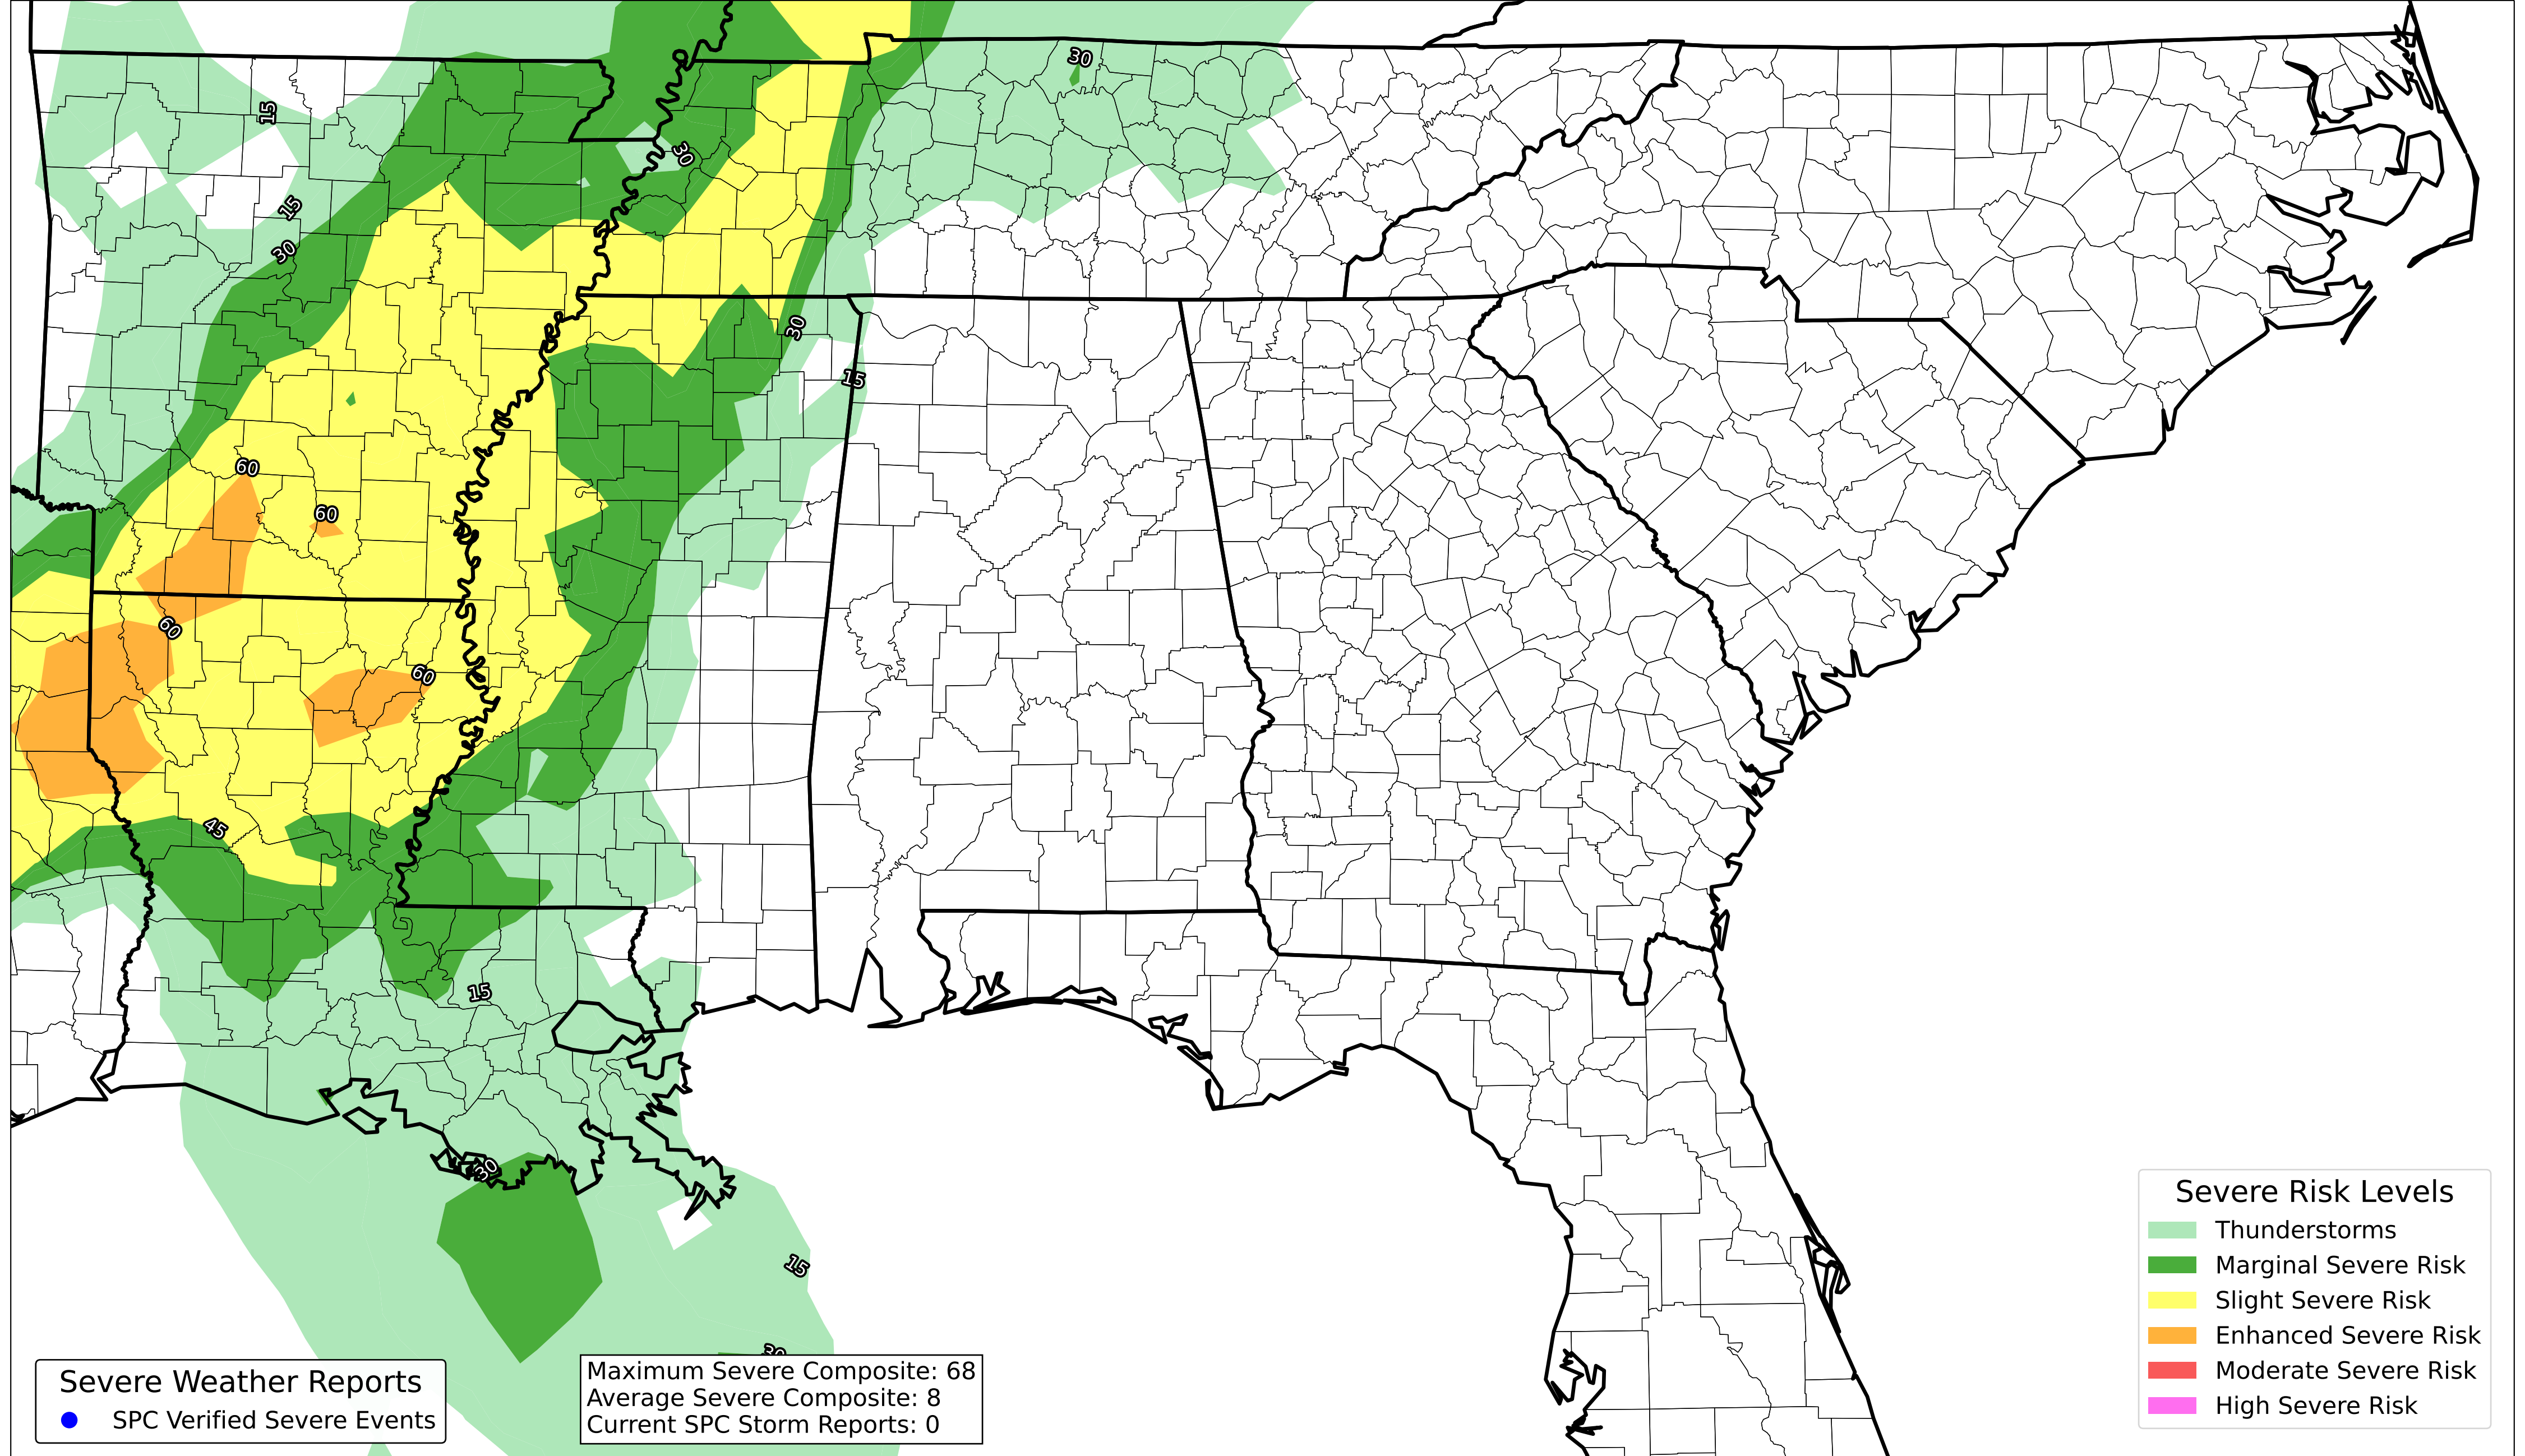 30
15
30
15
30
30
15
60
60
60
60
45
15
30
15
30
Severe Risk Levels
Thunderstorms
Marginal Severe Risk
Slight Severe Risk
Enhanced Severe Risk
Moderate Severe Risk
High Severe Risk
Severe Weather Reports
SPC Verified Severe Events
Maximum Severe Composite: 68
Average Severe Composite: 8
Current SPC Storm Reports: 0